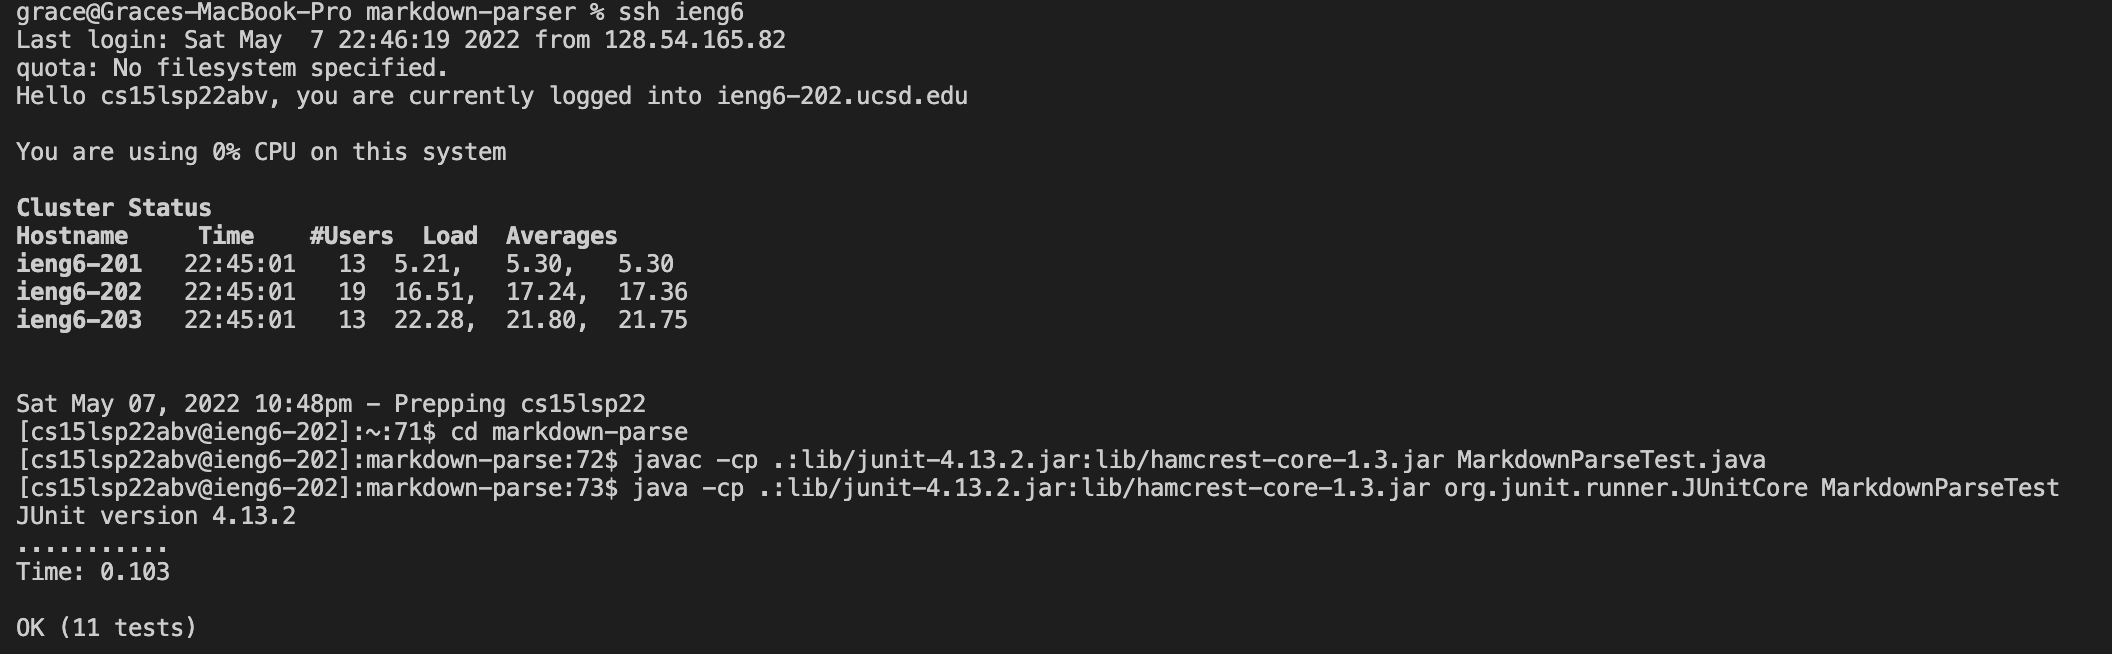 grace@Graces-MacBook-Pro markdown-parser % ssh ieng6
Last login: Sat May  7 22:46:19 2022 from 128.54.165.82
quota: No filesystem specified.
Hello cs15lsp22abv, you are currently logged into ieng6-202.ucsd.edu
You are using 0% CPU on this system
Cluster Status
Hostname     Time    #Users  Load  Averages
ieng6-201   22:45:01   13  5.21,   5.30,   5.30
ieng6-202   22:45:01   19  16.51,  17.24,  17.36
ieng6-203   22:45:01   13  22.28,  21.80,  21.75
Sat May 07, 2022 10:48pm - Prepping cs15lsp22
[cs15lsp22abv@ieng6-202]:~:71$ cd markdown-parse
[cs15lsp22abv@ieng6-202]:markdown-parse:72$ javac -cp .:lib/junit-4.13.2.jar:lib/hamcrest-core-1.3.jar MarkdownParseTest.java
[cs15lsp22abv@ieng6-202]:markdown-parse:73$ java -cp .:lib/junit-4.13.2.jar:lib/hamcrest-core-1.3.jar org.junit.runner.JUnitCore MarkdownParseTest
JUnit version 4.13.2
...........
Time: 0.103
OK (11 tests)